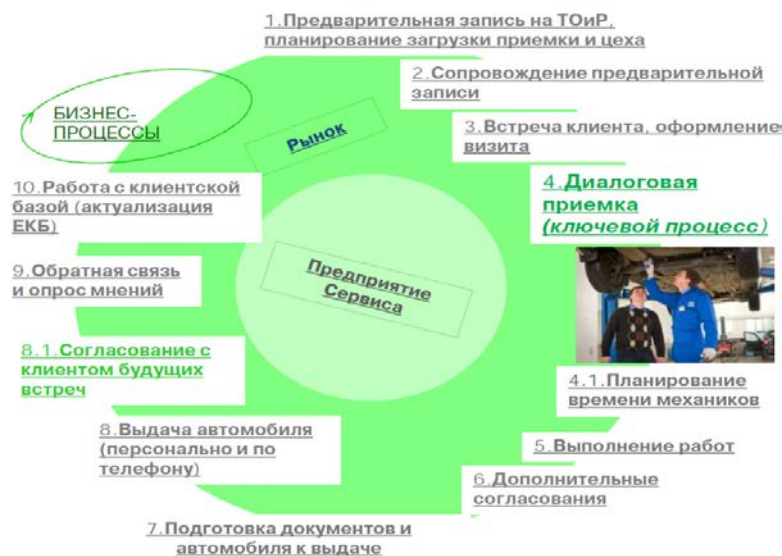 1.Предварительная запись на ТОиР,
планирование загрузки приемки и цеха
2.Сопровождение предварительной
записи
БИЗНЕС-
ПРОЦЕССЫ
Рынок
3.Встреча клиента, оформление
визита
4.Диалоговая
приемка
(ключевой процесс)
10.Работа с клиентской
базой (актуализация
ЕКБ)
Предприятие
Сервиса
9.Обратная связь
и опрос мнений
8.1.Согласование с
клиентом будущих
встреч
4.1.Планирование
времени механиков
8.Выдача автомобиля
(персонально и по
телефону)
5.Выполнение работ
6.Дополнительные
согласования
7.Подготовка документов и
автомобиля к выдаче